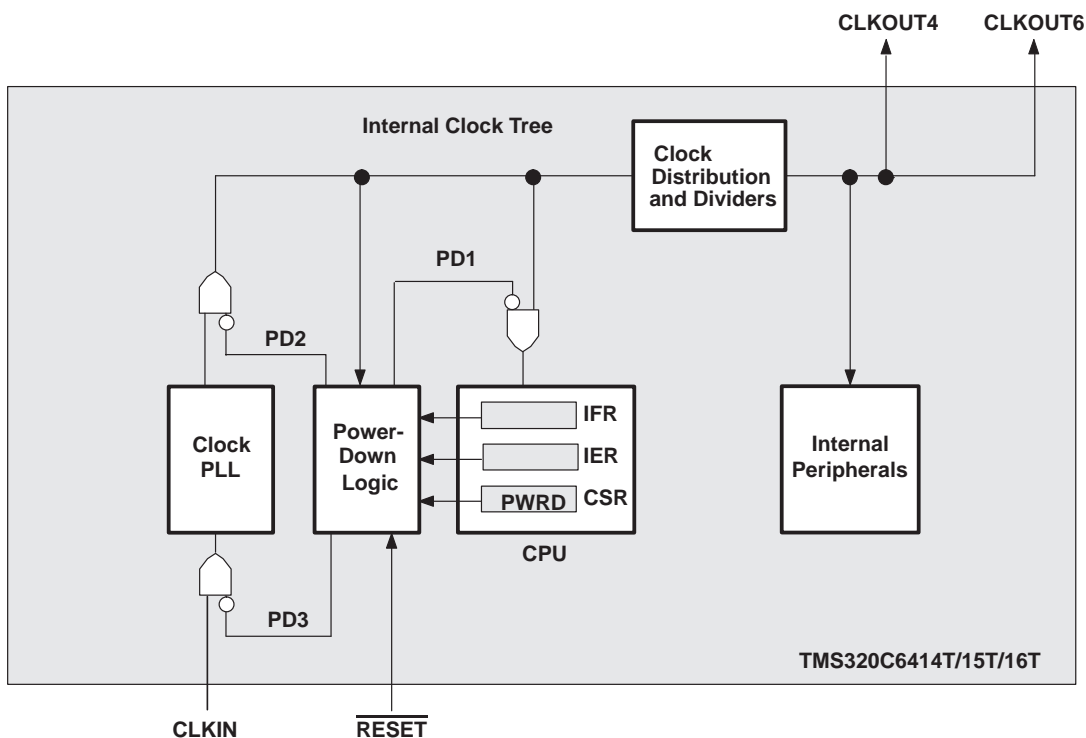 CLKOUT4 CLKOUT6
Internal Clock Tree
Clock
Distribution
and Dividers
PD1
PD2
Clock
PLL
Power-
Down
Logic
IFR
IER
PWRD CSR
CPU
Internal
Peripherals
PD3
TMS320C6414T/15T/16T
CLKIN
RESET